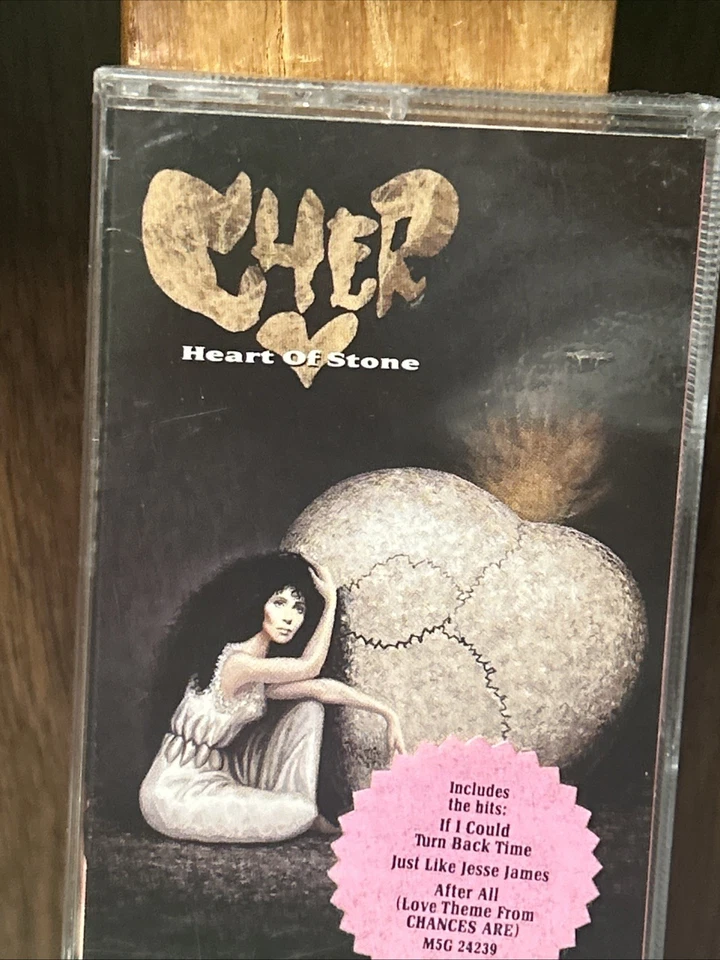 CHER
Heart Of Stone
Includes
the hits:
If I Could
Turn Back Time
Just Like Jesse James
After All
(Love Theme From
CHANCES ARE)
M5G 24239